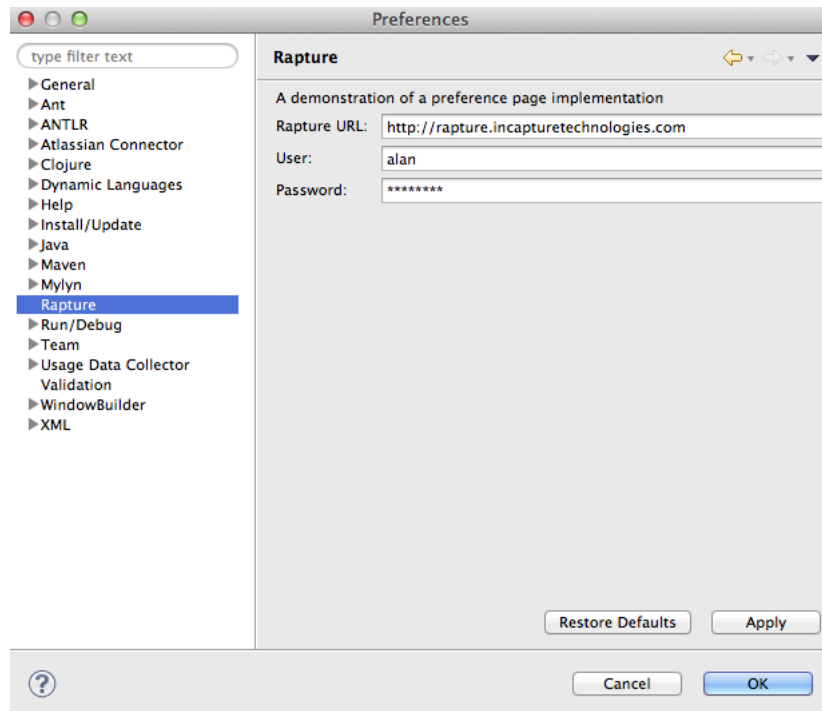 Preferences
type filter text
General
Ant
ANTLR
Atlassian Connector
Clojure
Dynamic Languages
Help
Install/Update
Java
Maven
Mylyn
Rapture
Run/Debug
Team
Usage Data Collector
Validation
WindowBuilder
XML
Rapture
A demonstration of a preference page implementation
Rapture URL: http://rapture.incapturetechnologies.com
User: alan
Password: ********
Restore Defaults Apply
? Cancel OK